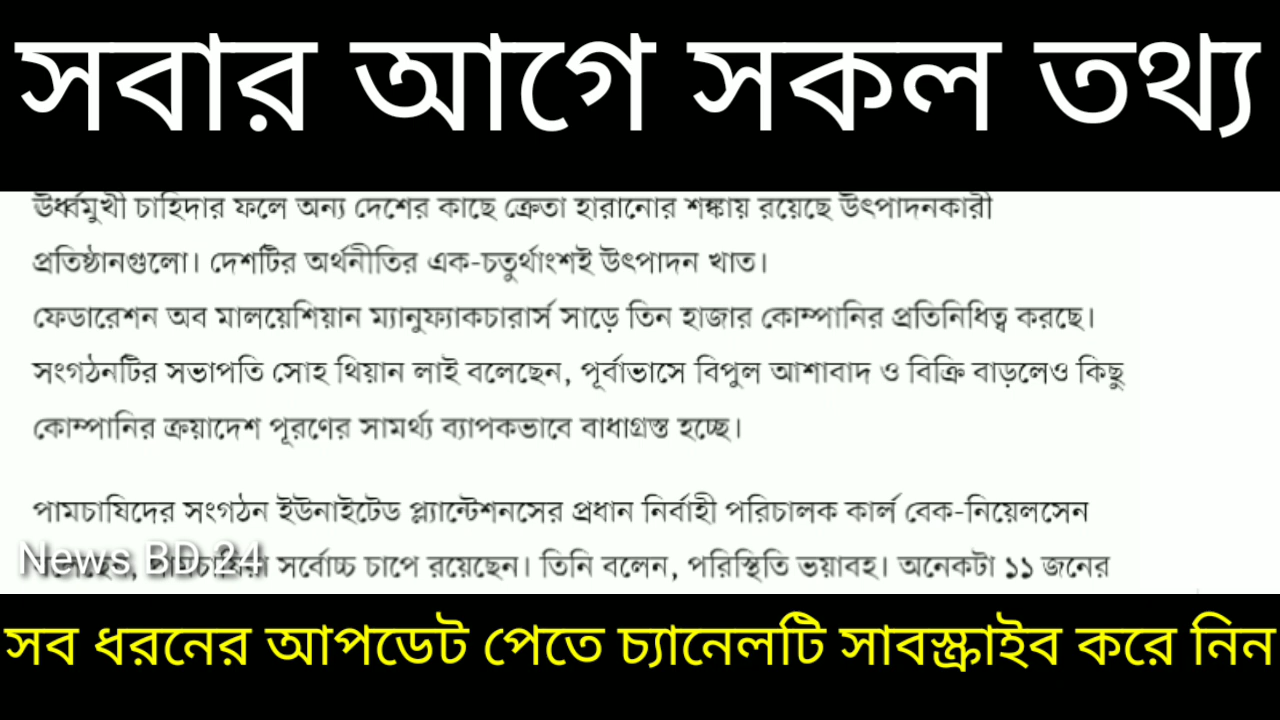 সবার আগে সকল তথ্য
ঊর্ধ্বমুখী চাহিদার ফলে অন্য দেশের কাছে ক্রেতা হারানোর শঙ্কায় রয়েছে উৎপাদনকারী
প্রতিষ্ঠানগুলো। দেশটির অর্থনীতির এক-চতুর্থাংশই উৎপাদন খাত।
ফেডারেশন অব মালয়েশিয়ান ম্যানুফ্যাকচারার্স সাড়ে তিন হাজার কোম্পানির প্রতিনিধিত্ব করছে।
সংগঠনটির সভাপতি সোহ থিয়ান লাই বলেছেন, পূর্বাভাসে বিপুল আশাবাদ ও বিক্রি বাড়লেও কিছু
কোম্পানির ক্রয়াদেশ পূরণের সামর্থ্য ব্যাপকভাবে বাধাগ্রস্ত হচ্ছে।
পামচাষিদের সংগঠন ইউনাইটেড প্ল্যান্টেশনসের প্রধান নির্বাহী পরিচালক কার্ল বেক-নিয়েলসেন
News BD.24
সর্বোচ্চ চাপে রয়েছেন। তিনি বলেন, পরিস্থিতি ভয়াবহ। অনেকটা ১১ জনের
সব ধরনের আপডেট পেতে চ্যানেলটি সাবস্ক্রাইব করে নিন